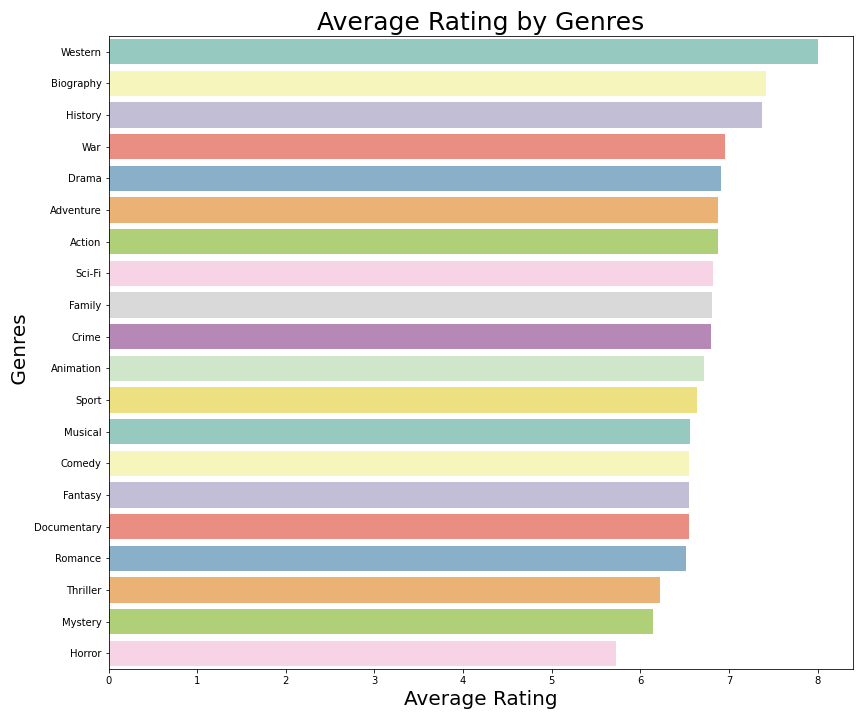 Average Rating by Genres
Genres
Western
Biography
History
War
Drama
Adventure
Action
Sci-Fi
Family
Crime
Animation
Sport
Musical
Comedy
Fantasy
Documentary
Romance
Thriller
Mystery
Horror
0 1 2 3 4 5 6 7 8
Average Rating